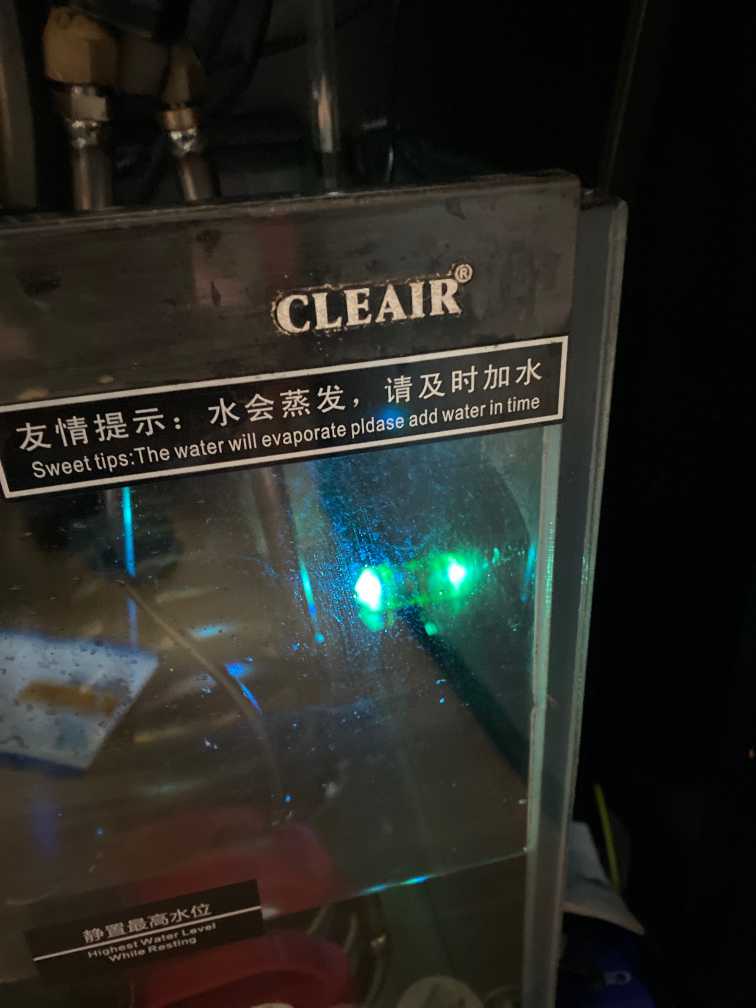 CLEAIR®
友情提示：水会蒸发，请及时加水
Sweet tips:The water will evaporate pldase add water in time
静置最高水位
Highest Water Level
While Resting